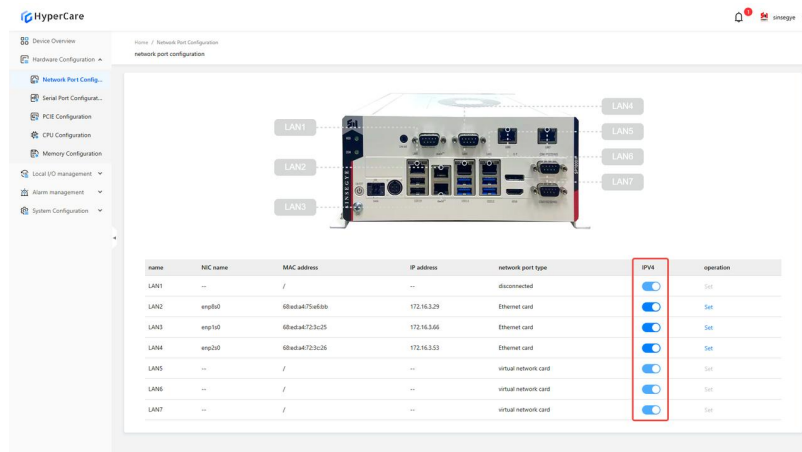 HyperCare
1
sinsegye
Device Overview
Home / Network Port Configuration
network port configuration
Hardware Configuration
Network Port Config...
Serial Port Configurat...
PCIE Configuration
CPU Configuration
Memory Configuration
Local I/O management
Alarm management
System Configuration
LAN4
LAN1
LAN5
LAN6
LAN2
LAN7
LAN3
name NIC name MAC address IP address network port type IPV4 operation
LAN1 -- / -- disconnected Set
LAN2 enp8s0 68:ed:a4:75:e6:bb 172.16.3.29 Ethernet card Set
LAN3 enp1s0 68:ed:a4:72:3c:25 172.16.3.66 Ethernet card Set
LAN4 enp2s0 68:ed:a4:72:3c:26 172.16.3.53 Ethernet card Set
LAN5 -- / -- virtual network card Set
LAN6 -- / -- virtual network card Set
LAN7 -- / -- virtual network card Set